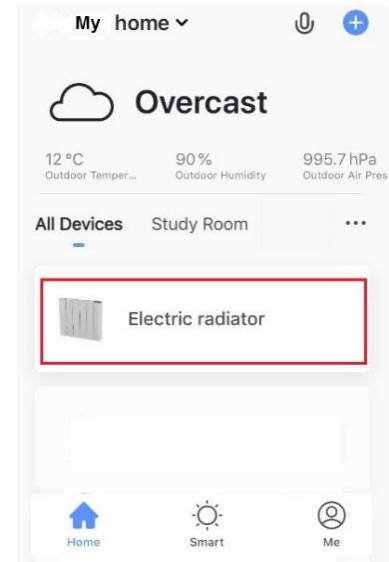 My home
Overcast
12 °C 90% 995.7 hPa
Outdoor Temper... Outdoor Humidity Outdoor Air Pres
All Devices Study Room ...
Electric radiator
Home Smart Me